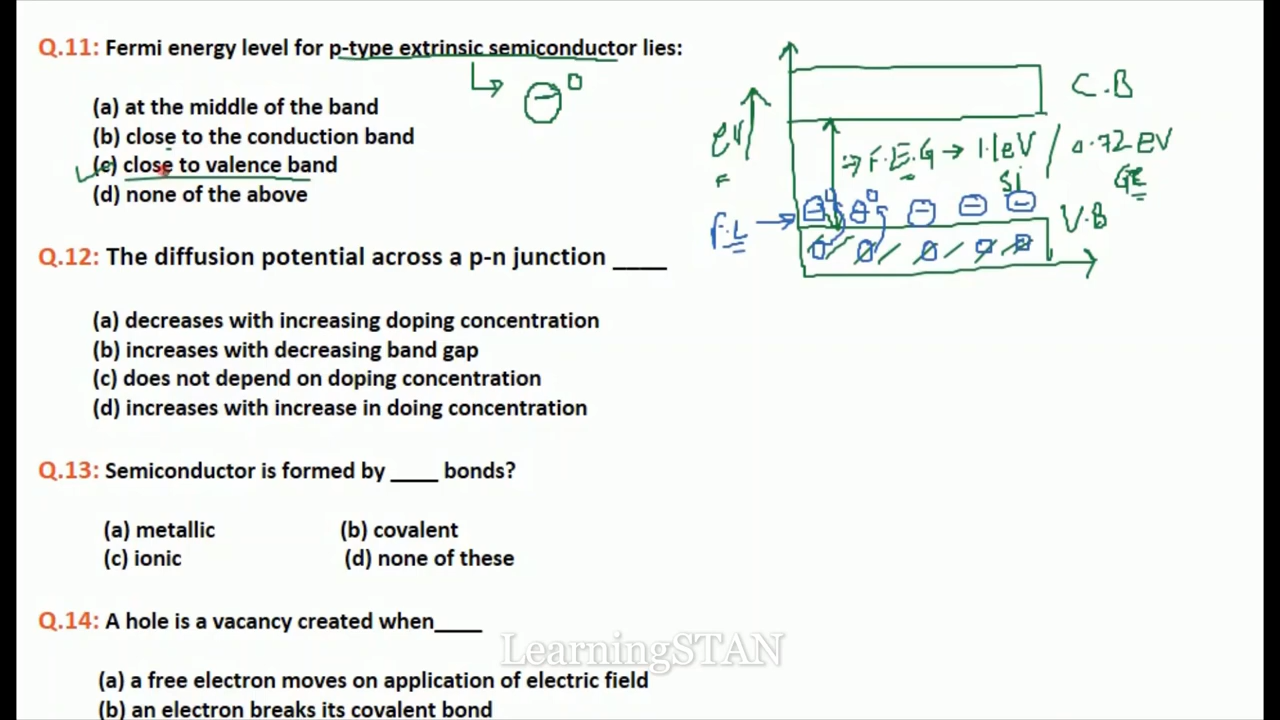 Q.11: Fermi energy level for p-type extrinsic semiconductor lies:
(a) at the middle of the band
(b) close to the conduction band
(c) close to valence band
(d) none of the above
C.B
eV
F.E.G → 1.1eV / 0.72 EV
Si
GE
F.L
V.B
Q.12: The diffusion potential across a p-n junction ____
(a) decreases with increasing doping concentration
(b) increases with decreasing band gap
(c) does not depend on doping concentration
(d) increases with increase in doing concentration
Q.13: Semiconductor is formed by ____ bonds?
(a) metallic (b) covalent
(c) ionic (d) none of these
Q.14: A hole is a vacancy created when____
LearningSTAN
(a) a free electron moves on application of electric field
(b) an electron breaks its covalent bond